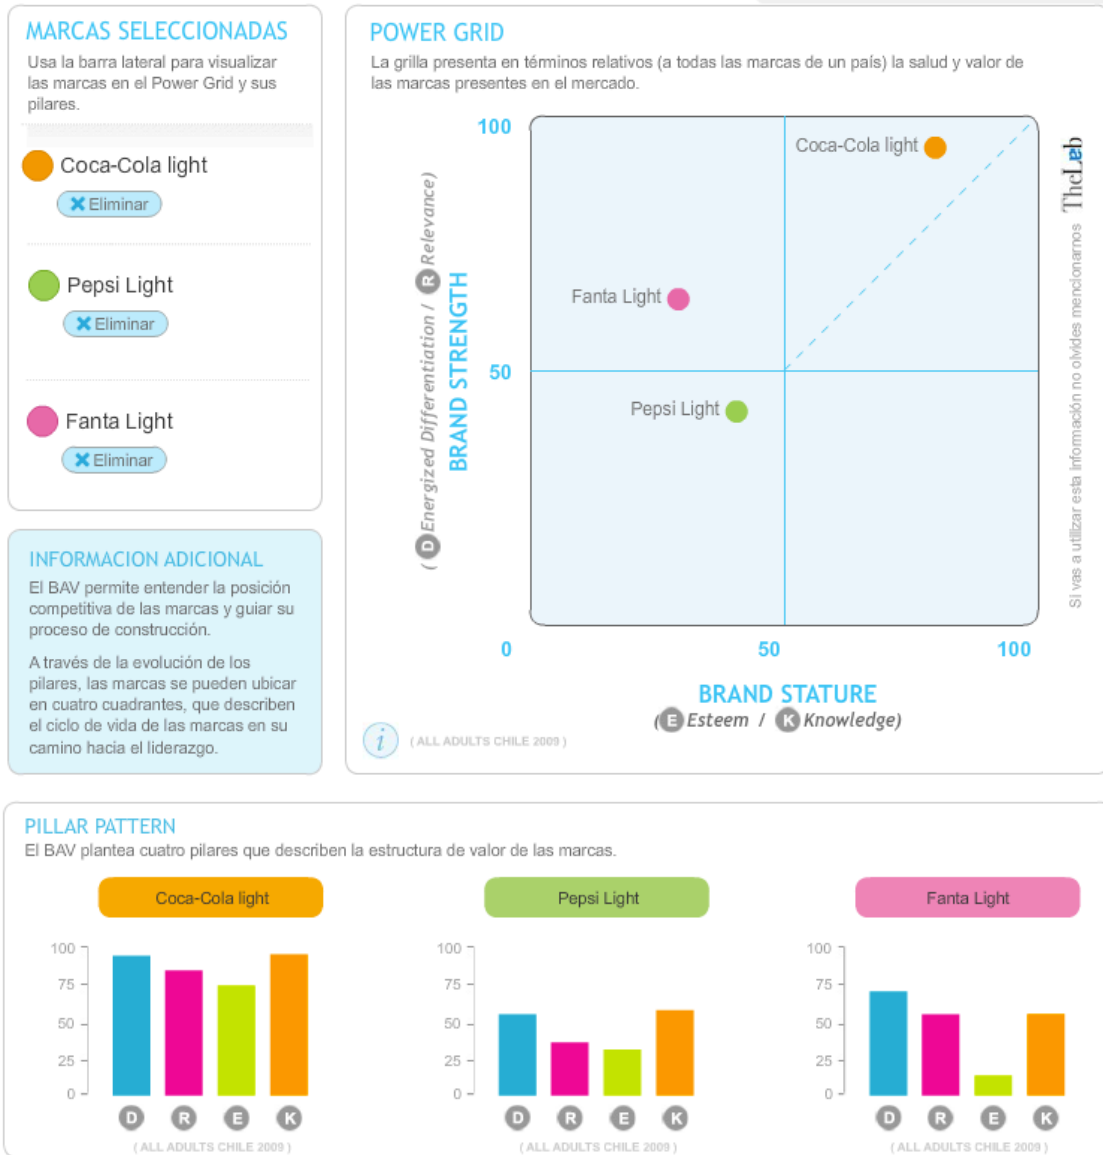 MARCAS SELECCIONADAS
Usa la barra lateral para visualizar
las marcas en el Power Grid y sus
pilares.
Coca-Cola light
Eliminar
Pepsi Light
Eliminar
Fanta Light
Eliminar
INFORMACION ADICIONAL
El BAV permite entender la posición
competitiva de las marcas y guiar su
proceso de construcción.
A través de la evolución de los
pilares, las marcas se pueden ubicar
en cuatro cuadrantes, que describen
el ciclo de vida de las marcas en su
camino hacia el liderazgo.
POWER GRID
La grilla presenta en términos relativos (a todas las marcas de un país) la salud y valor de
las marcas presentes en el mercado.
100
50
0
50
100
( D Energized Differentiation / R Relevance)
BRAND STRENGTH
Coca-Cola light
Fanta Light
Pepsi Light
BRAND STATURE
(E Esteem / K Knowledge)
i
( ALL ADULTS CHILE 2009 )
Si vas a utilizar esta información no olvides mencionarnos TheLab
PILLAR PATTERN
El BAV plantea cuatro pilares que describen la estructura de valor de las marcas.
Coca-Cola light
100
75
50
25
0
D R E K
( ALL ADULTS CHILE 2009 )
Pepsi Light
100
75
50
25
0
D R E K
( ALL ADULTS CHILE 2009 )
Fanta Light
100
75
50
25
0
D R E K
( ALL ADULTS CHILE 2009 )